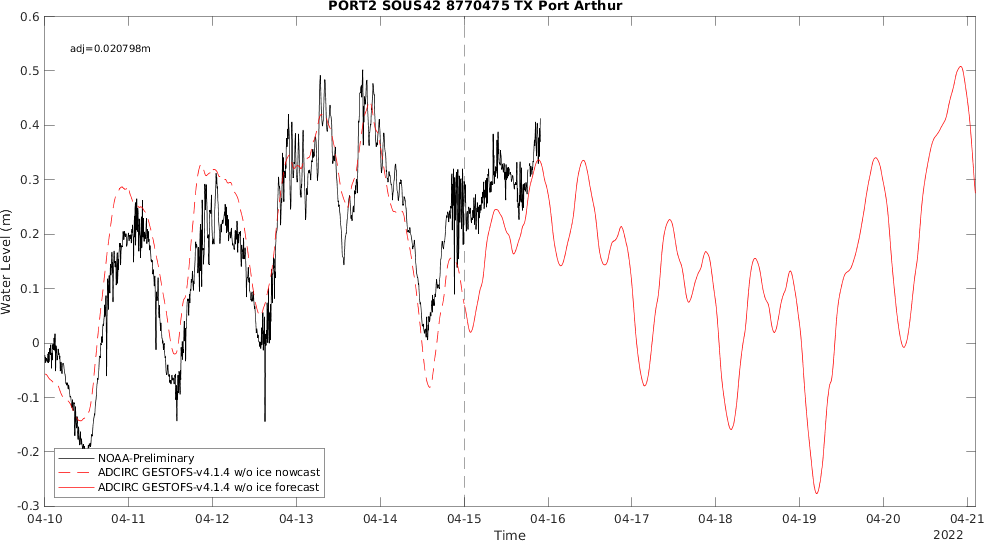 PORT2 SOUS42 8770475 TX Port Arthur
adj=0.020798m
0.6
0.5
0.4
0.3
0.2
0.1
0
-0.1
-0.2
-0.3
Water Level (m)
NOAA-Preliminary
ADCIRC GESTOFS-v4.1.4 w/o ice nowcast
ADCIRC GESTOFS-v4.1.4 w/o ice forecast
04-10 04-11 04-12 04-13 04-14 04-15 04-16 04-17 04-18 04-19 04-20 04-21
Time
2022